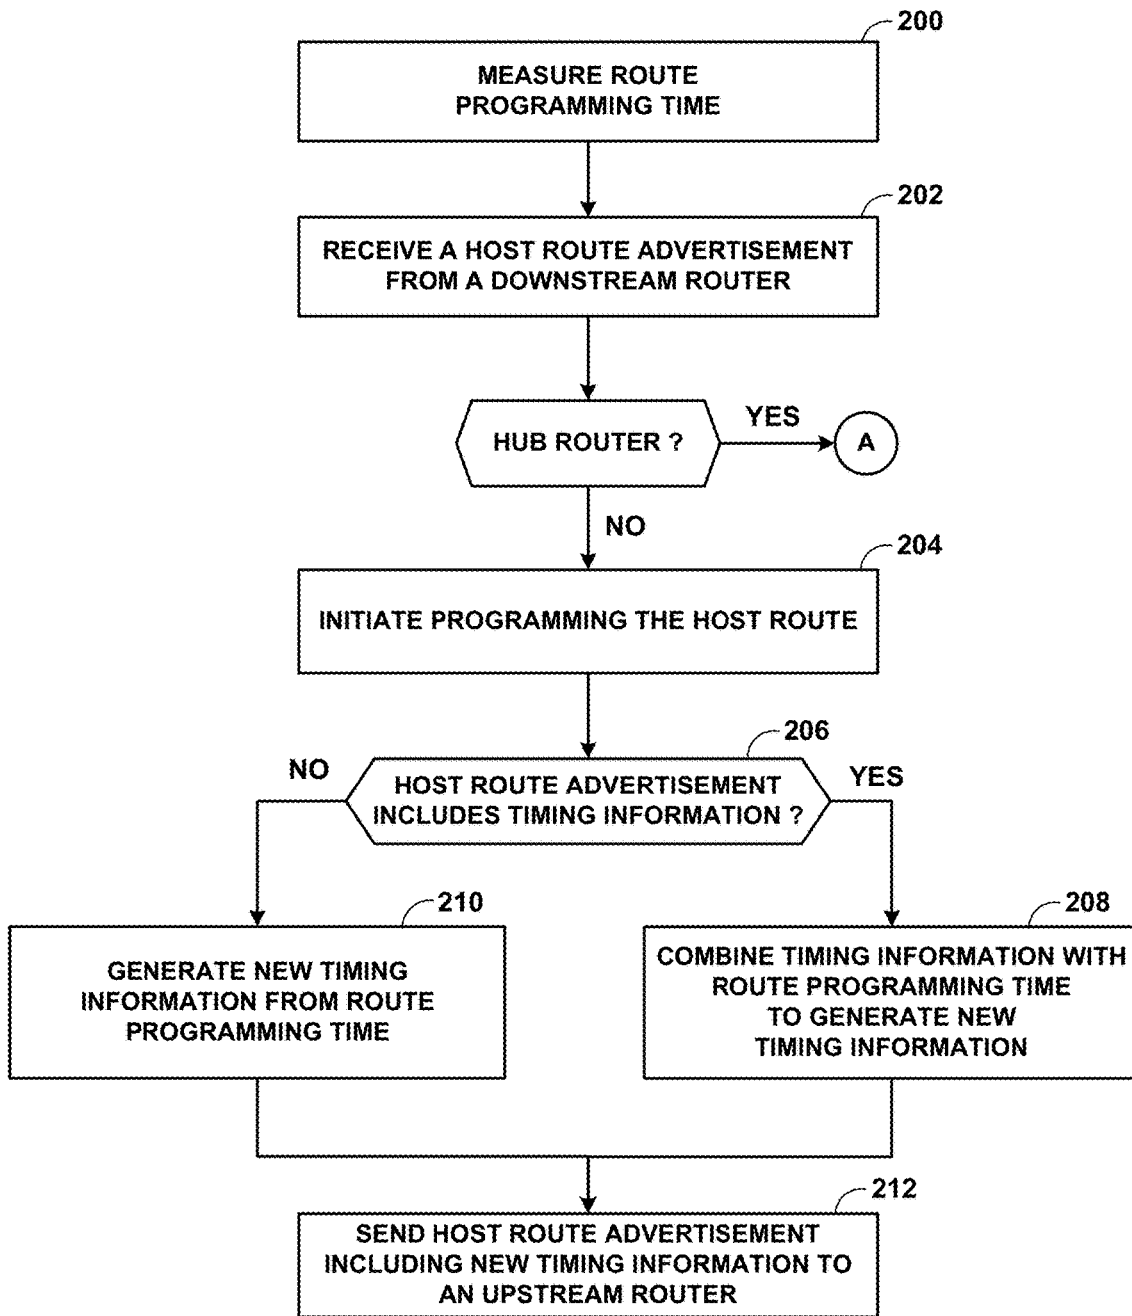 200
MEASURE ROUTE
PROGRAMMING TIME
202
RECEIVE A HOST ROUTE ADVERTISEMENT
FROM A DOWNSTREAM ROUTER
HUB ROUTER ?
YES
A
NO
204
INITIATE PROGRAMMING THE HOST ROUTE
206
HOST ROUTE ADVERTISEMENT
INCLUDES TIMING INFORMATION ?
NO
YES
210
GENERATE NEW TIMING
INFORMATION FROM ROUTE
PROGRAMMING TIME
208
COMBINE TIMING INFORMATION WITH
ROUTE PROGRAMMING TIME
TO GENERATE NEW
TIMING INFORMATION
212
SEND HOST ROUTE ADVERTISEMENT
INCLUDING NEW TIMING INFORMATION TO
AN UPSTREAM ROUTER